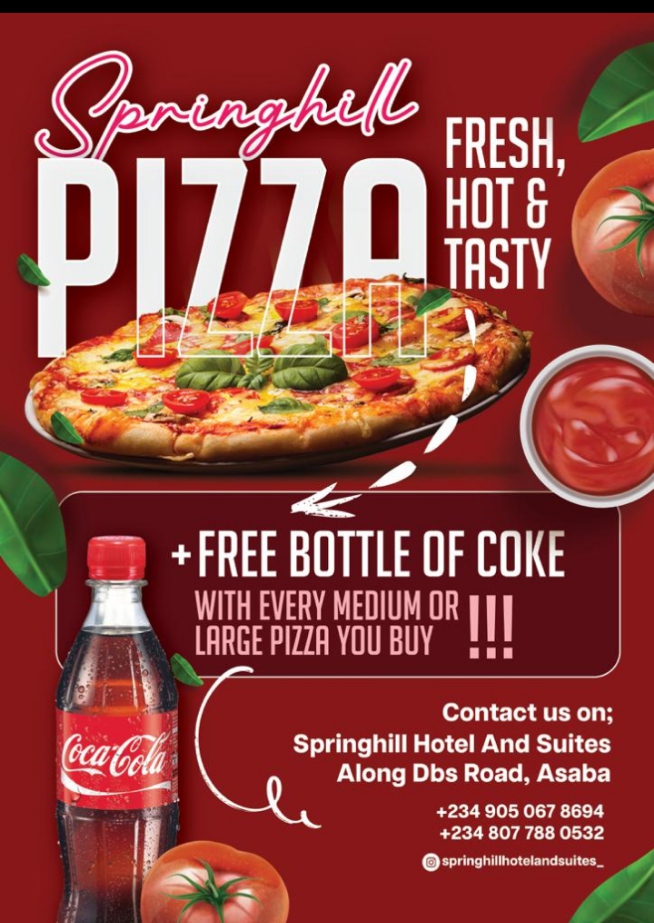 Springhill
PIZZA
FRESH,
HOT &
TASTY
+FREE BOTTLE OF COKE
WITH EVERY MEDIUM OR
LARGE PIZZA YOU BUY !!!
Coca-Cola
Contact us on;
Springhill Hotel And Suites
Along Dbs Road, Asaba
+234 905 067 8694
+234 807 788 0532
springhillhotelandsuites_